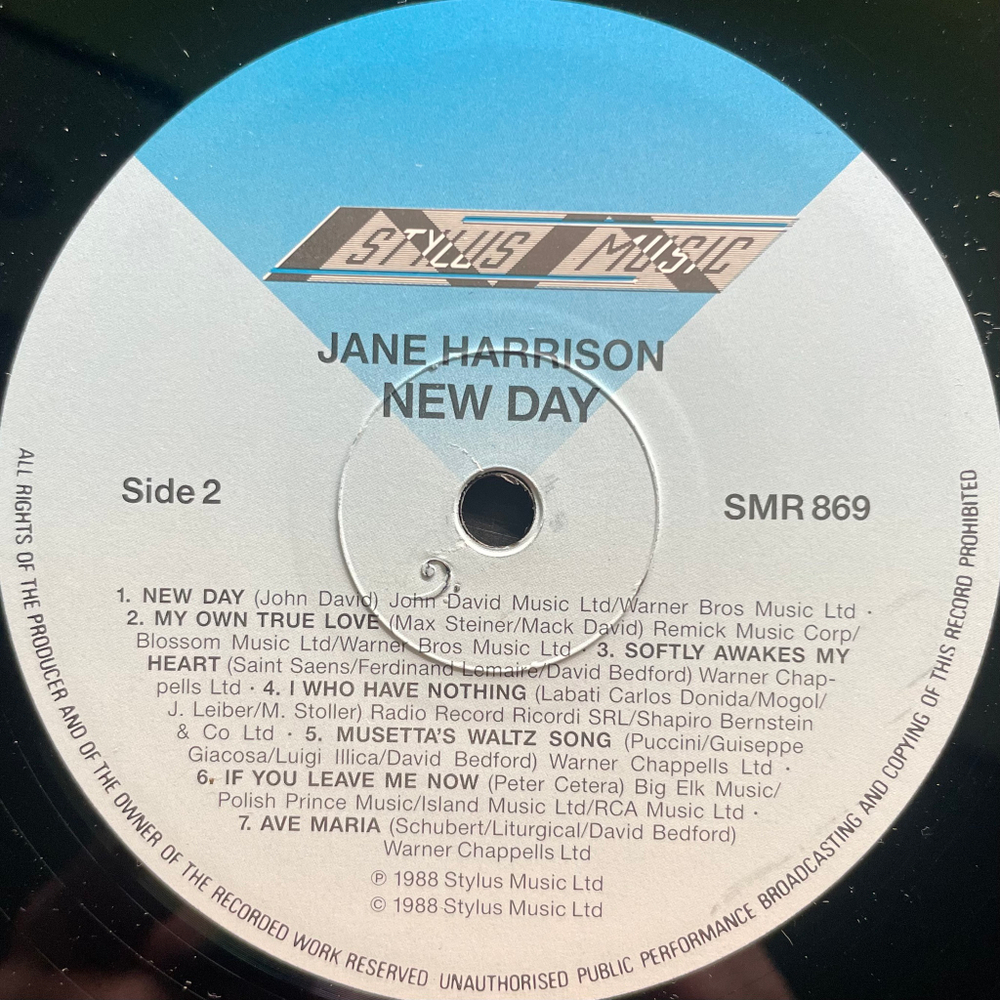 STYLUS MUSIC
JANE HARRISON
NEW DAY
Side 2
SMR 869
1. NEW DAY (John David) John David Music Ltd/Warner Bros Music Ltd ·
2. MY OWN TRUE LOVE (Max Steiner/Mack David) Remick Music Corp/
Blossom Music Ltd/Warner Bros Music Ltd · 3. SOFTLY AWAKES MY
HEART (Saint Saens/Ferdinand Lemaire/David Bedford) Warner Chap-
pells Ltd · 4. I WHO HAVE NOTHING (Labati Carlos Donida/Mogol/
J. Leiber/M. Stoller) Radio Record Ricordi SRL/Shapiro Bernstein
& Co Ltd · 5. MUSETTA'S WALTZ SONG (Puccini/Guiseppe
Giacosa/Luigi Illica/David Bedford) Warner Chappells Ltd ·
6. IF YOU LEAVE ME NOW (Peter Cetera) Big Elk Music/
Polish Prince Music/Island Music Ltd/RCA Music Ltd ·
7. AVE MARIA (Schubert/Liturgical/David Bedford)
Warner Chappells Ltd
℗ 1988 Stylus Music Ltd
© 1988 Stylus Music Ltd
ALL RIGHTS OF THE PRODUCER AND OF THE OWNER OF THE RECORDED WORK RESERVED UNAUTHORISED PUBLIC PERFORMANCE BROADCASTING AND COPYING OF THIS RECORD PROHIBITED